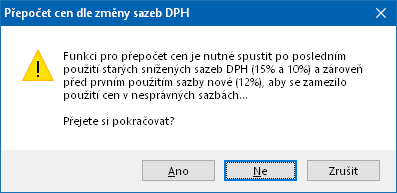 Přepočet cen dle změny sazeb DPH
Funkci pro přepočet cen je nutné spustit po posledním
použití starých snížených sazeb DPH (15% a 10%) a zároveň
před prvním použitím sazby nové (12%), aby se zamezilo
použití cen v nesprávných sazbách...
Přejete si pokračovat?
Ano
Ne
Zrušit